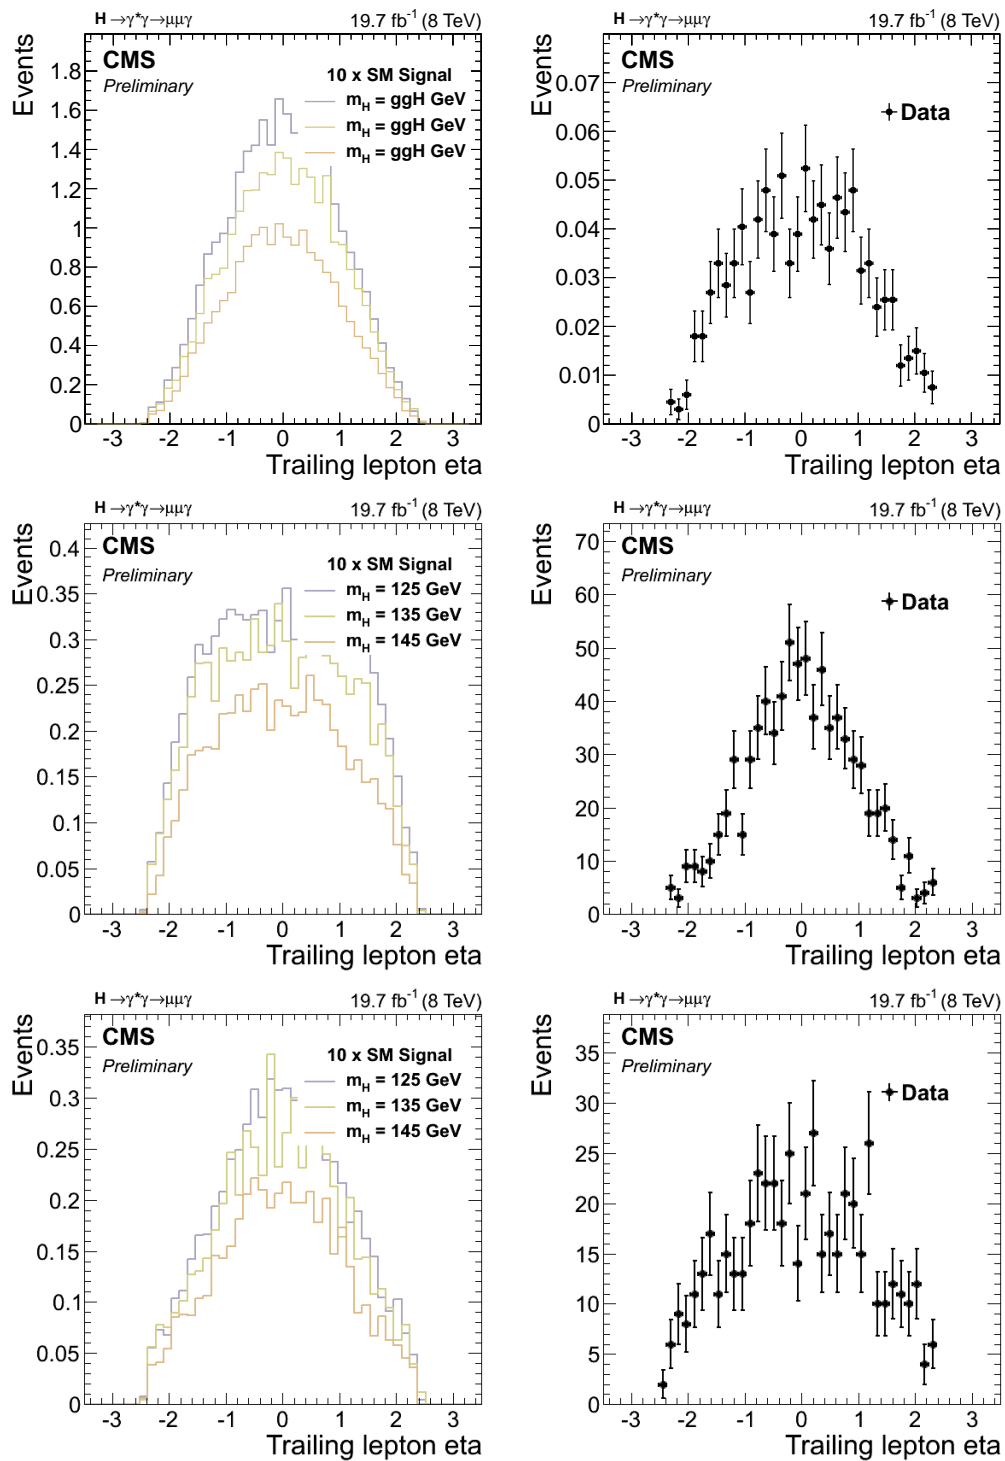 H →γ*γ→μμγ 19.7 fb-1 (8 TeV)
CMS
Preliminary
10 x SM Signal
mH = ggH GeV
mH = ggH GeV
mH = ggH GeV
Events
1.8
1.6
1.4
1.2
1
0.8
0.6
0.4
0.2
0
-3 -2 -1 0 1 2 3
Trailing lepton eta
H →γ*γ→μμγ 19.7 fb-1 (8 TeV)
CMS
Preliminary
Data
Events
0.07
0.06
0.05
0.04
0.03
0.02
0.01
0
-3 -2 -1 0 1 2 3
Trailing lepton eta
H →γ*γ→μμγ 19.7 fb-1 (8 TeV)
CMS
Preliminary
10 x SM Signal
mH = 125 GeV
mH = 135 GeV
mH = 145 GeV
Events
0.4
0.35
0.3
0.25
0.2
0.15
0.1
0.05
0
-3 -2 -1 0 1 2 3
Trailing lepton eta
H →γ*γ→μμγ 19.7 fb-1 (8 TeV)
CMS
Preliminary
Data
Events
70
60
50
40
30
20
10
0
-3 -2 -1 0 1 2 3
Trailing lepton eta
H →γ*γ→μμγ 19.7 fb-1 (8 TeV)
CMS
Preliminary
10 x SM Signal
mH = 125 GeV
mH = 135 GeV
mH = 145 GeV
Events
0.35
0.3
0.25
0.2
0.15
0.1
0.05
0
-3 -2 -1 0 1 2 3
Trailing lepton eta
H →γ*γ→μμγ 19.7 fb-1 (8 TeV)
CMS
Preliminary
Data
Events
35
30
25
20
15
10
5
0
-3 -2 -1 0 1 2 3
Trailing lepton eta